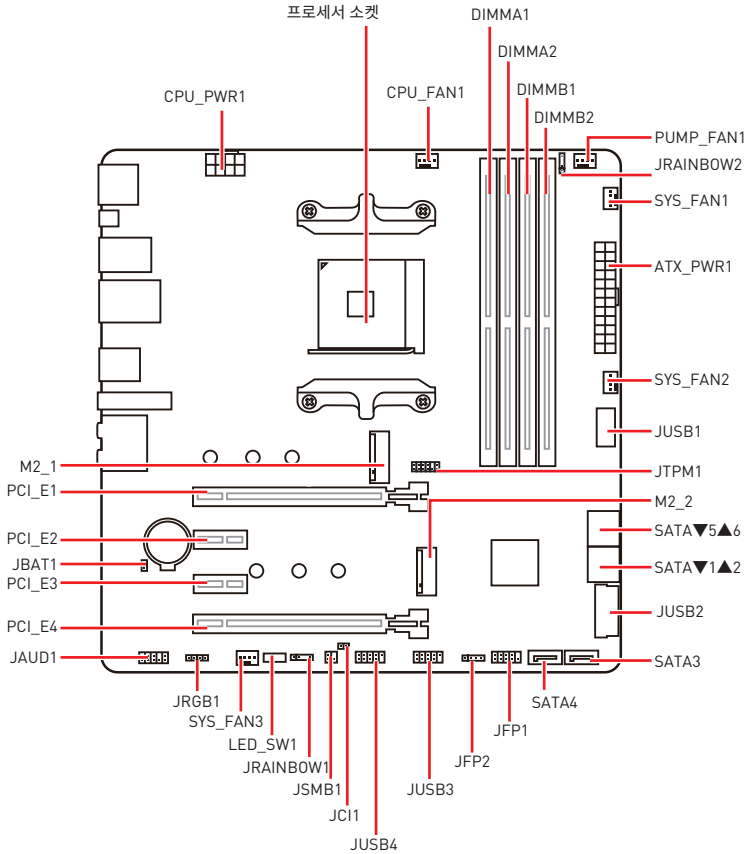 프로세서 소켓
DIMMA1
DIMMA2
CPU_FAN1
DIMMB1
CPU_PWR1
DIMMB2
PUMP_FAN1
JRAINBOW2
SYS_FAN1
ATX_PWR1
SYS_FAN2
JUSB1
M2_1
JTPM1
PCI_E1
M2_2
SATA▼5▲6
PCI_E2
JBAT1
SATA▼1▲2
PCI_E3
JUSB2
PCI_E4
JAUD1
SATA3
JRGB1
SATA4
SYS_FAN3
JFP1
LED_SW1
JFP2
JRAINBOW1
JUSB3
JSMB1
JCI1
JUSB4